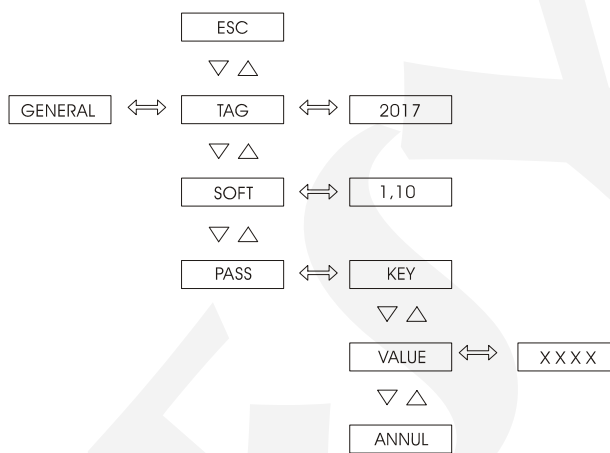 ESC
GENERAL TAG 2017
SOFT 1,10
PASS KEY
VALUE XXXX
ANNUL